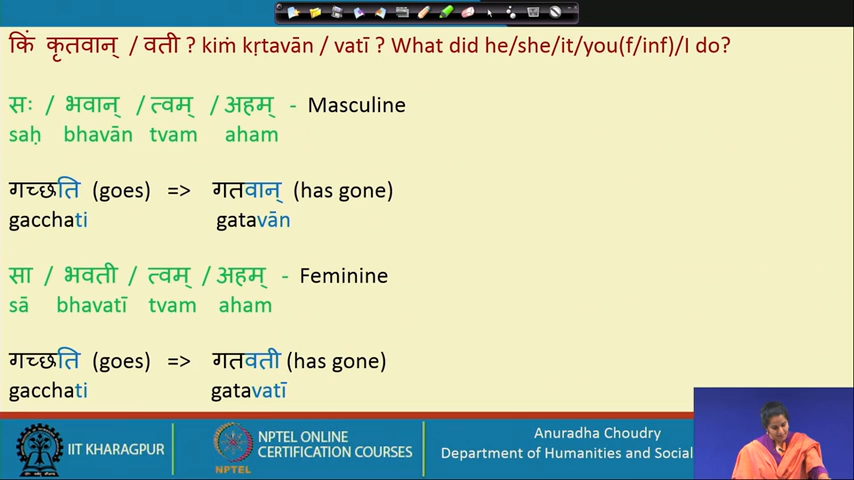 किं कृतवान् / वती ? kiṁ kṛtavān / vatī ? What did he/she/it/you(f/inf)/I do?
सः / भवान् / त्वम् / अहम् - Masculine
saḥ bhavān tvam aham
गच्छति (goes) => गतवान् (has gone)
gacchati gatavān
सा / भवती / त्वम् / अहम् - Feminine
sā bhavatī tvam aham
गच्छति (goes) => गतवती (has gone)
gacchati gatavatī
IIT KHARAGPUR
NPTEL
NPTEL ONLINE
CERTIFICATION COURSES
Anuradha Choudry
Department of Humanities and Social